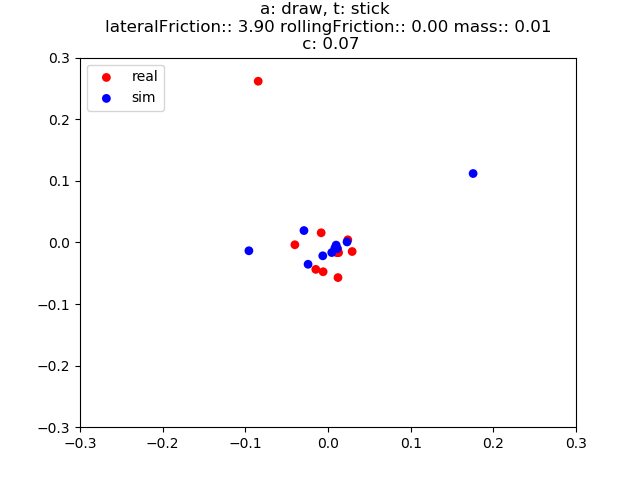 a: draw, t: stick
lateralFriction:: 3.90 rollingFriction:: 0.00 mass:: 0.01
c: 0.07
real
sim
0.3
0.2
0.1
0.0
−0.1
−0.2
−0.3
−0.3 −0.2 −0.1 0.0 0.1 0.2 0.3